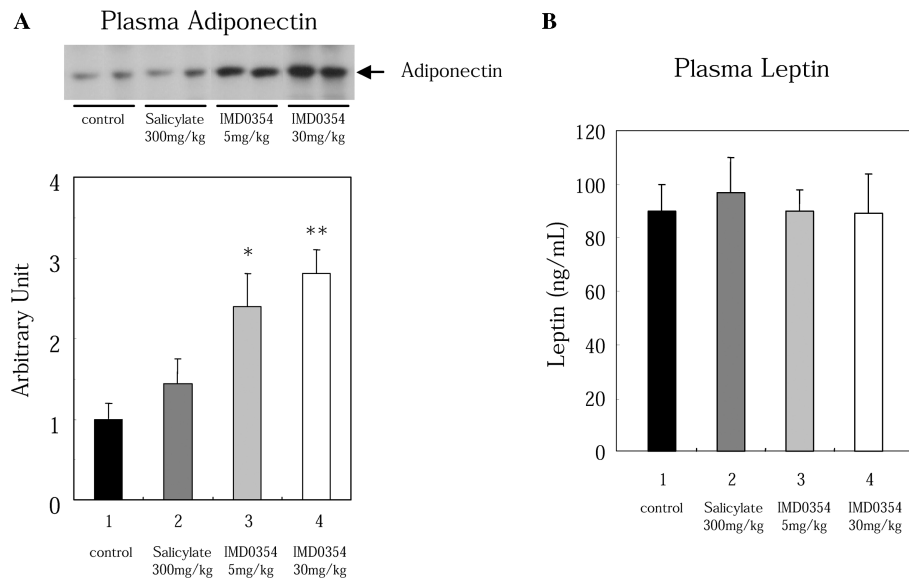 A
Plasma Adiponectin
Adiponectin
control
Salicylate
300mg/kg
IMD0354
5mg/kg
IMD0354
30mg/kg
4
3
2
1
0
Arbitrary Unit
*
**
1
2
3
4
control
Salicylate
300mg/kg
IMD0354
5mg/kg
IMD0354
30mg/kg
B
Plasma Leptin
120
100
80
60
40
20
0
Leptin (ng/mL)
1
2
3
4
control
Salicylate
300mg/kg
IMD0354
5mg/kg
IMD0354
30mg/kg